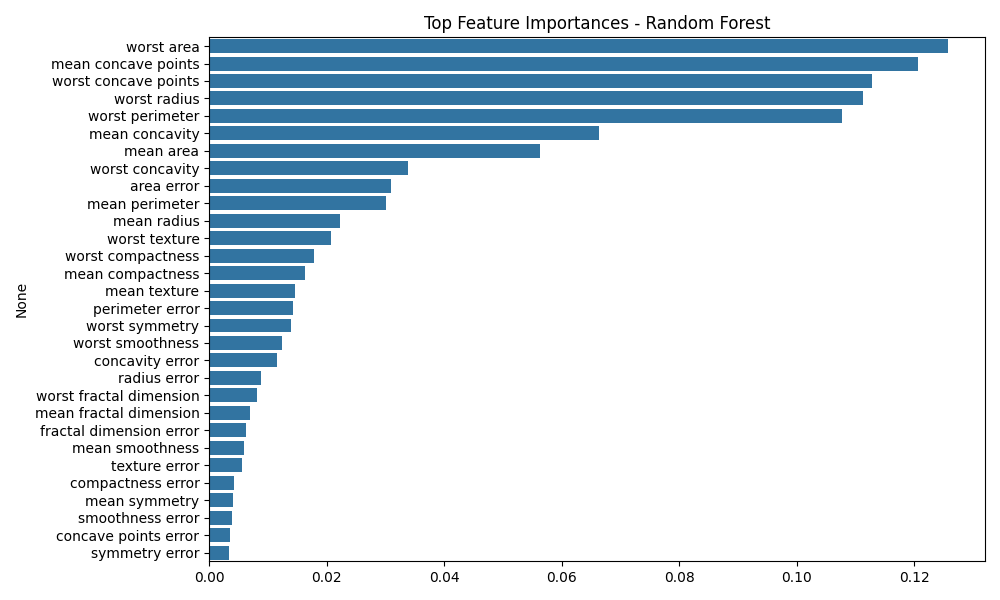 Top Feature Importances - Random Forest
None
worst area
mean concave points
worst concave points
worst radius
worst perimeter
mean concavity
mean area
worst concavity
area error
mean perimeter
mean radius
worst texture
worst compactness
mean compactness
mean texture
perimeter error
worst symmetry
worst smoothness
concavity error
radius error
worst fractal dimension
mean fractal dimension
fractal dimension error
mean smoothness
texture error
compactness error
mean symmetry
smoothness error
concave points error
symmetry error
0.00 0.02 0.04 0.06 0.08 0.10 0.12